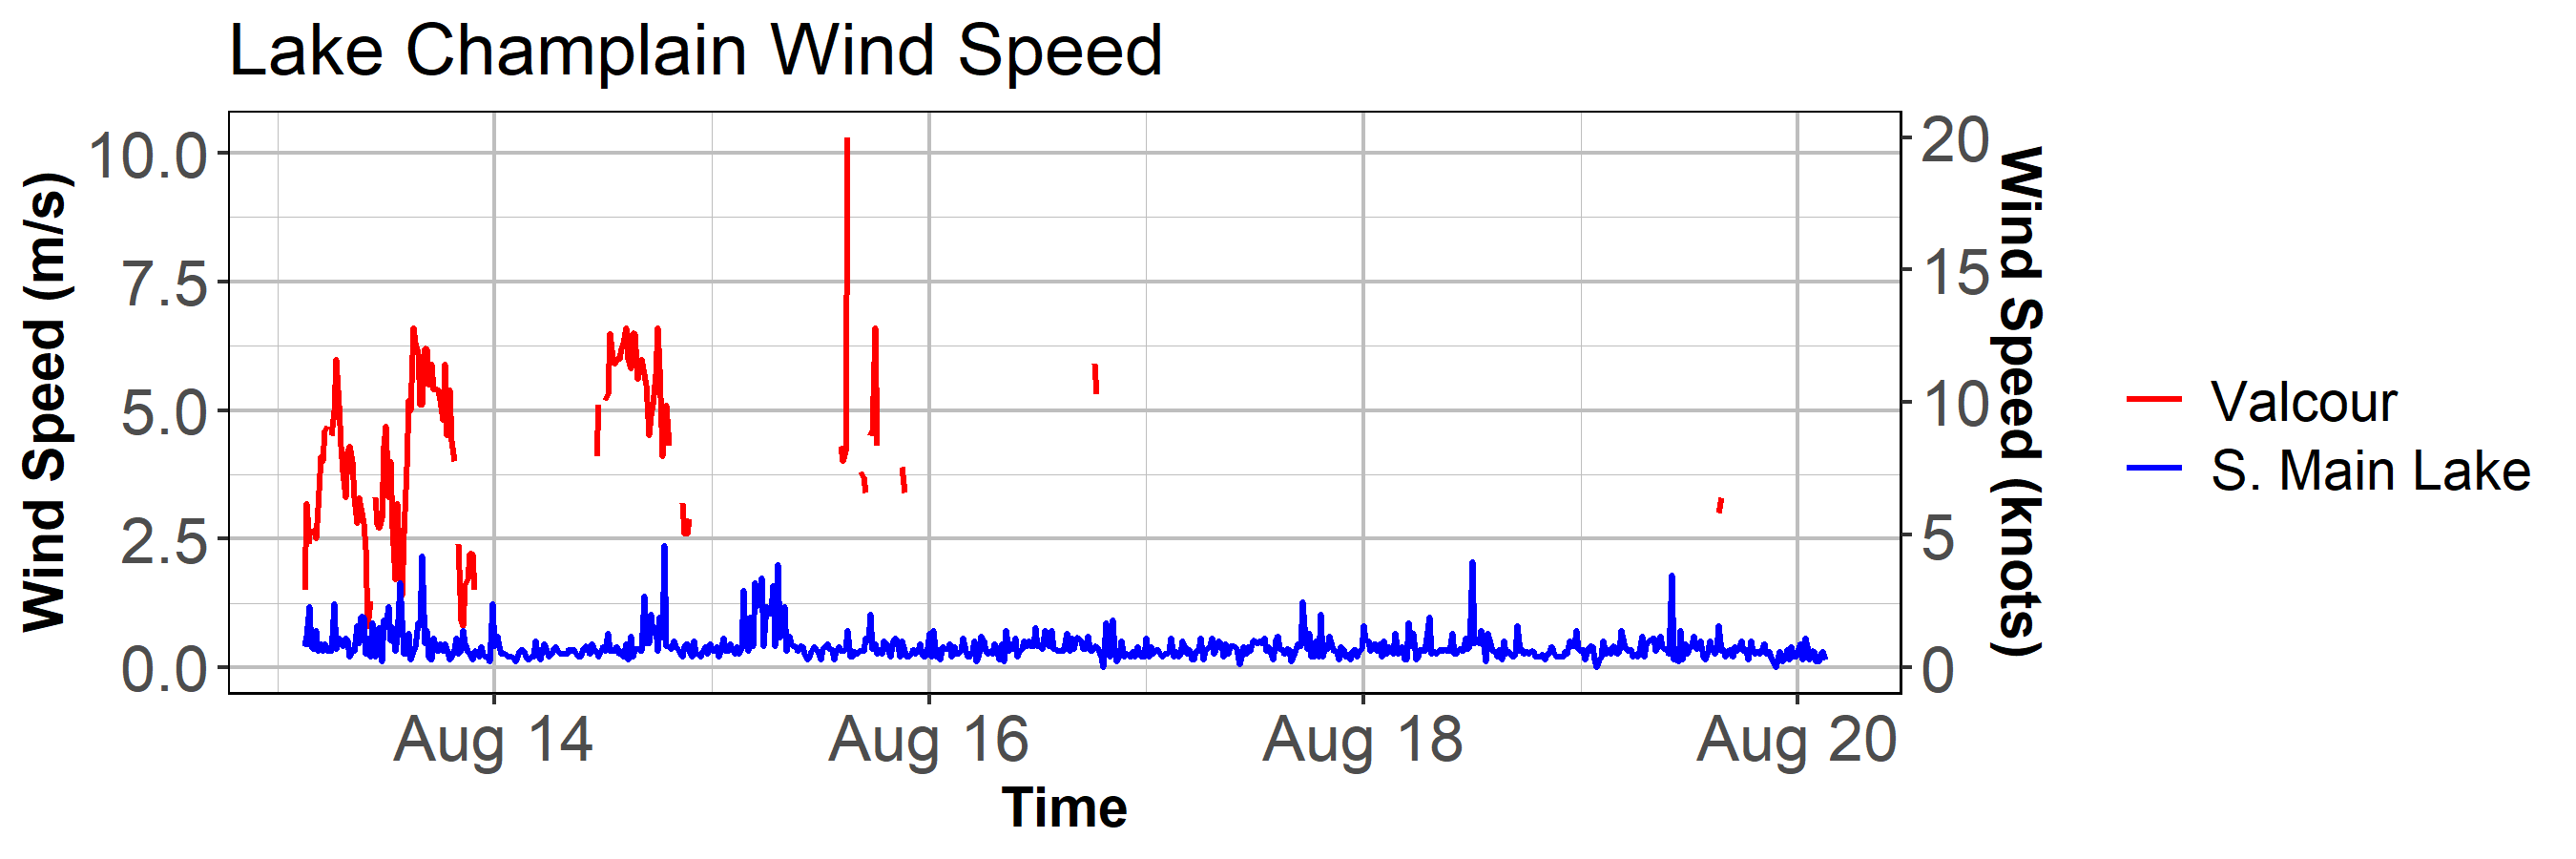 Lake Champlain Wind Speed
Wind Speed (m/s)
10.0
7.5
5.0
2.5
0.0
20
15
10
5
0
Wind Speed (knots)
Aug 14
Aug 16
Aug 18
Aug 20
Time
Valcour
S. Main Lake